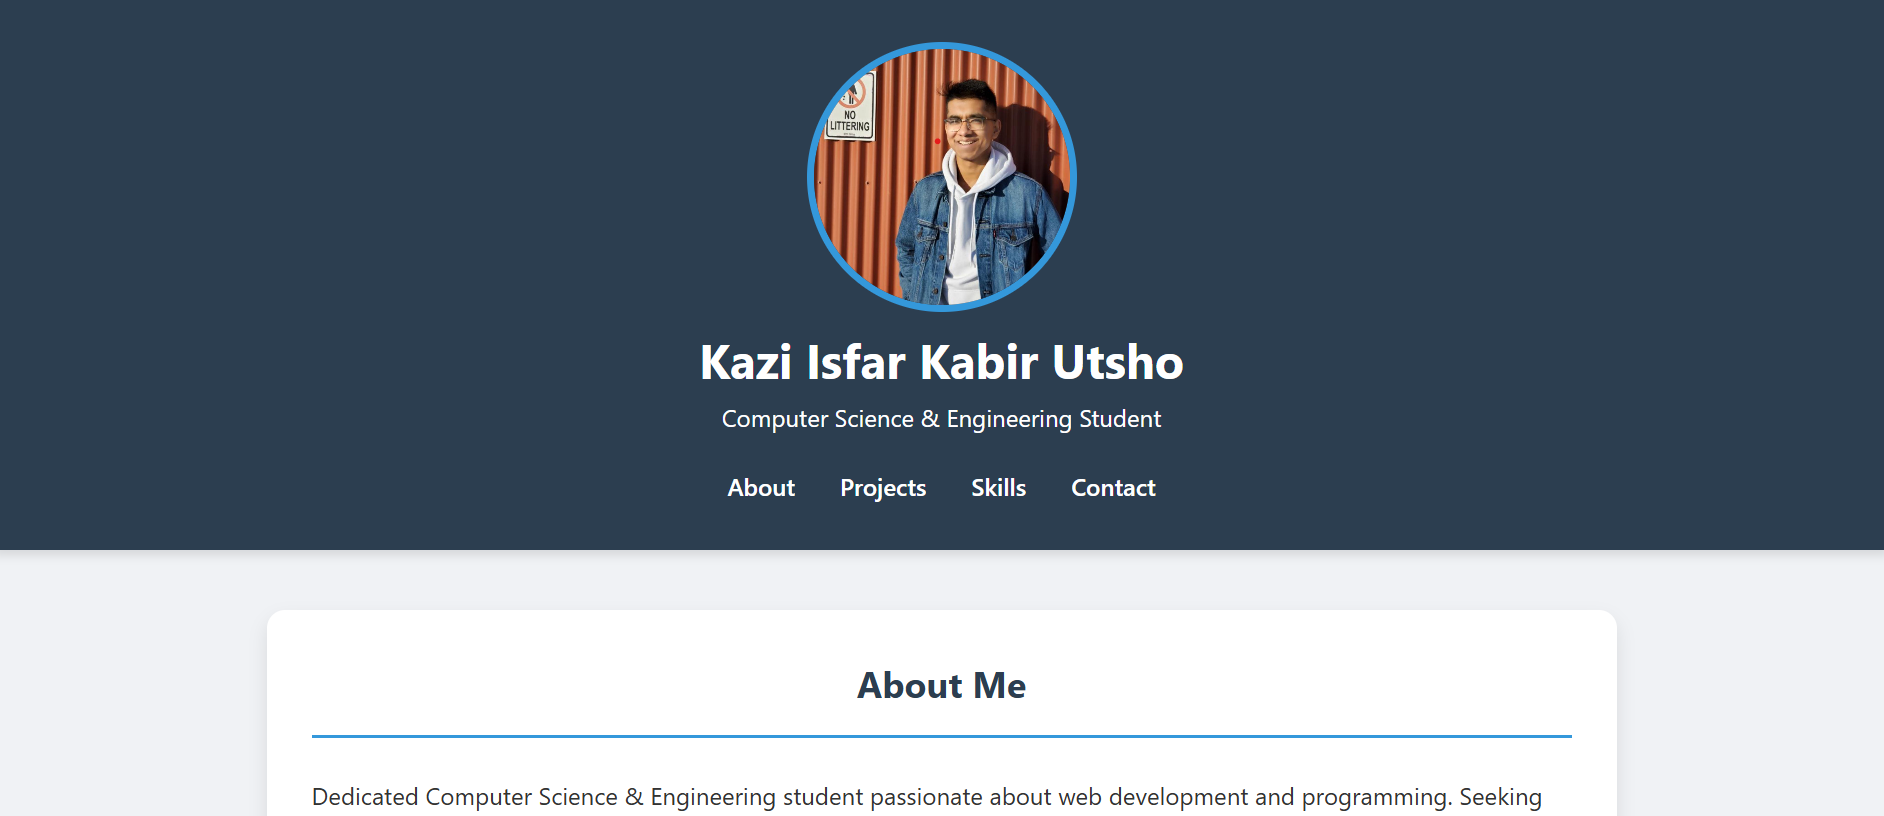 NO
LITTERING
Kazi Isfar Kabir Utsho
Computer Science & Engineering Student
About Projects Skills Contact
About Me
Dedicated Computer Science & Engineering student passionate about web development and programming. Seeking